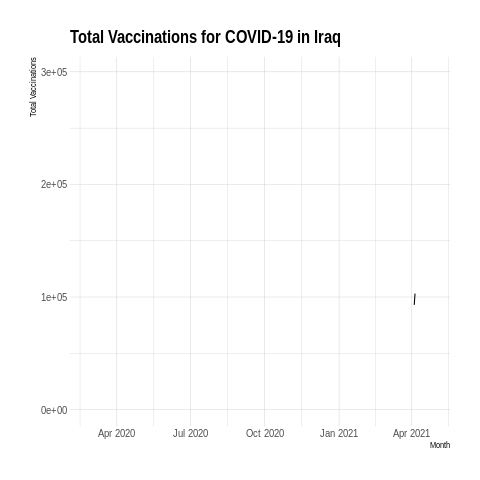 Total Vaccinations for COVID-19 in Iraq
Total Vaccinations
3e+05
2e+05
1e+05
0e+00
Apr 2020 Jul 2020 Oct 2020 Jan 2021 Apr 2021
Month